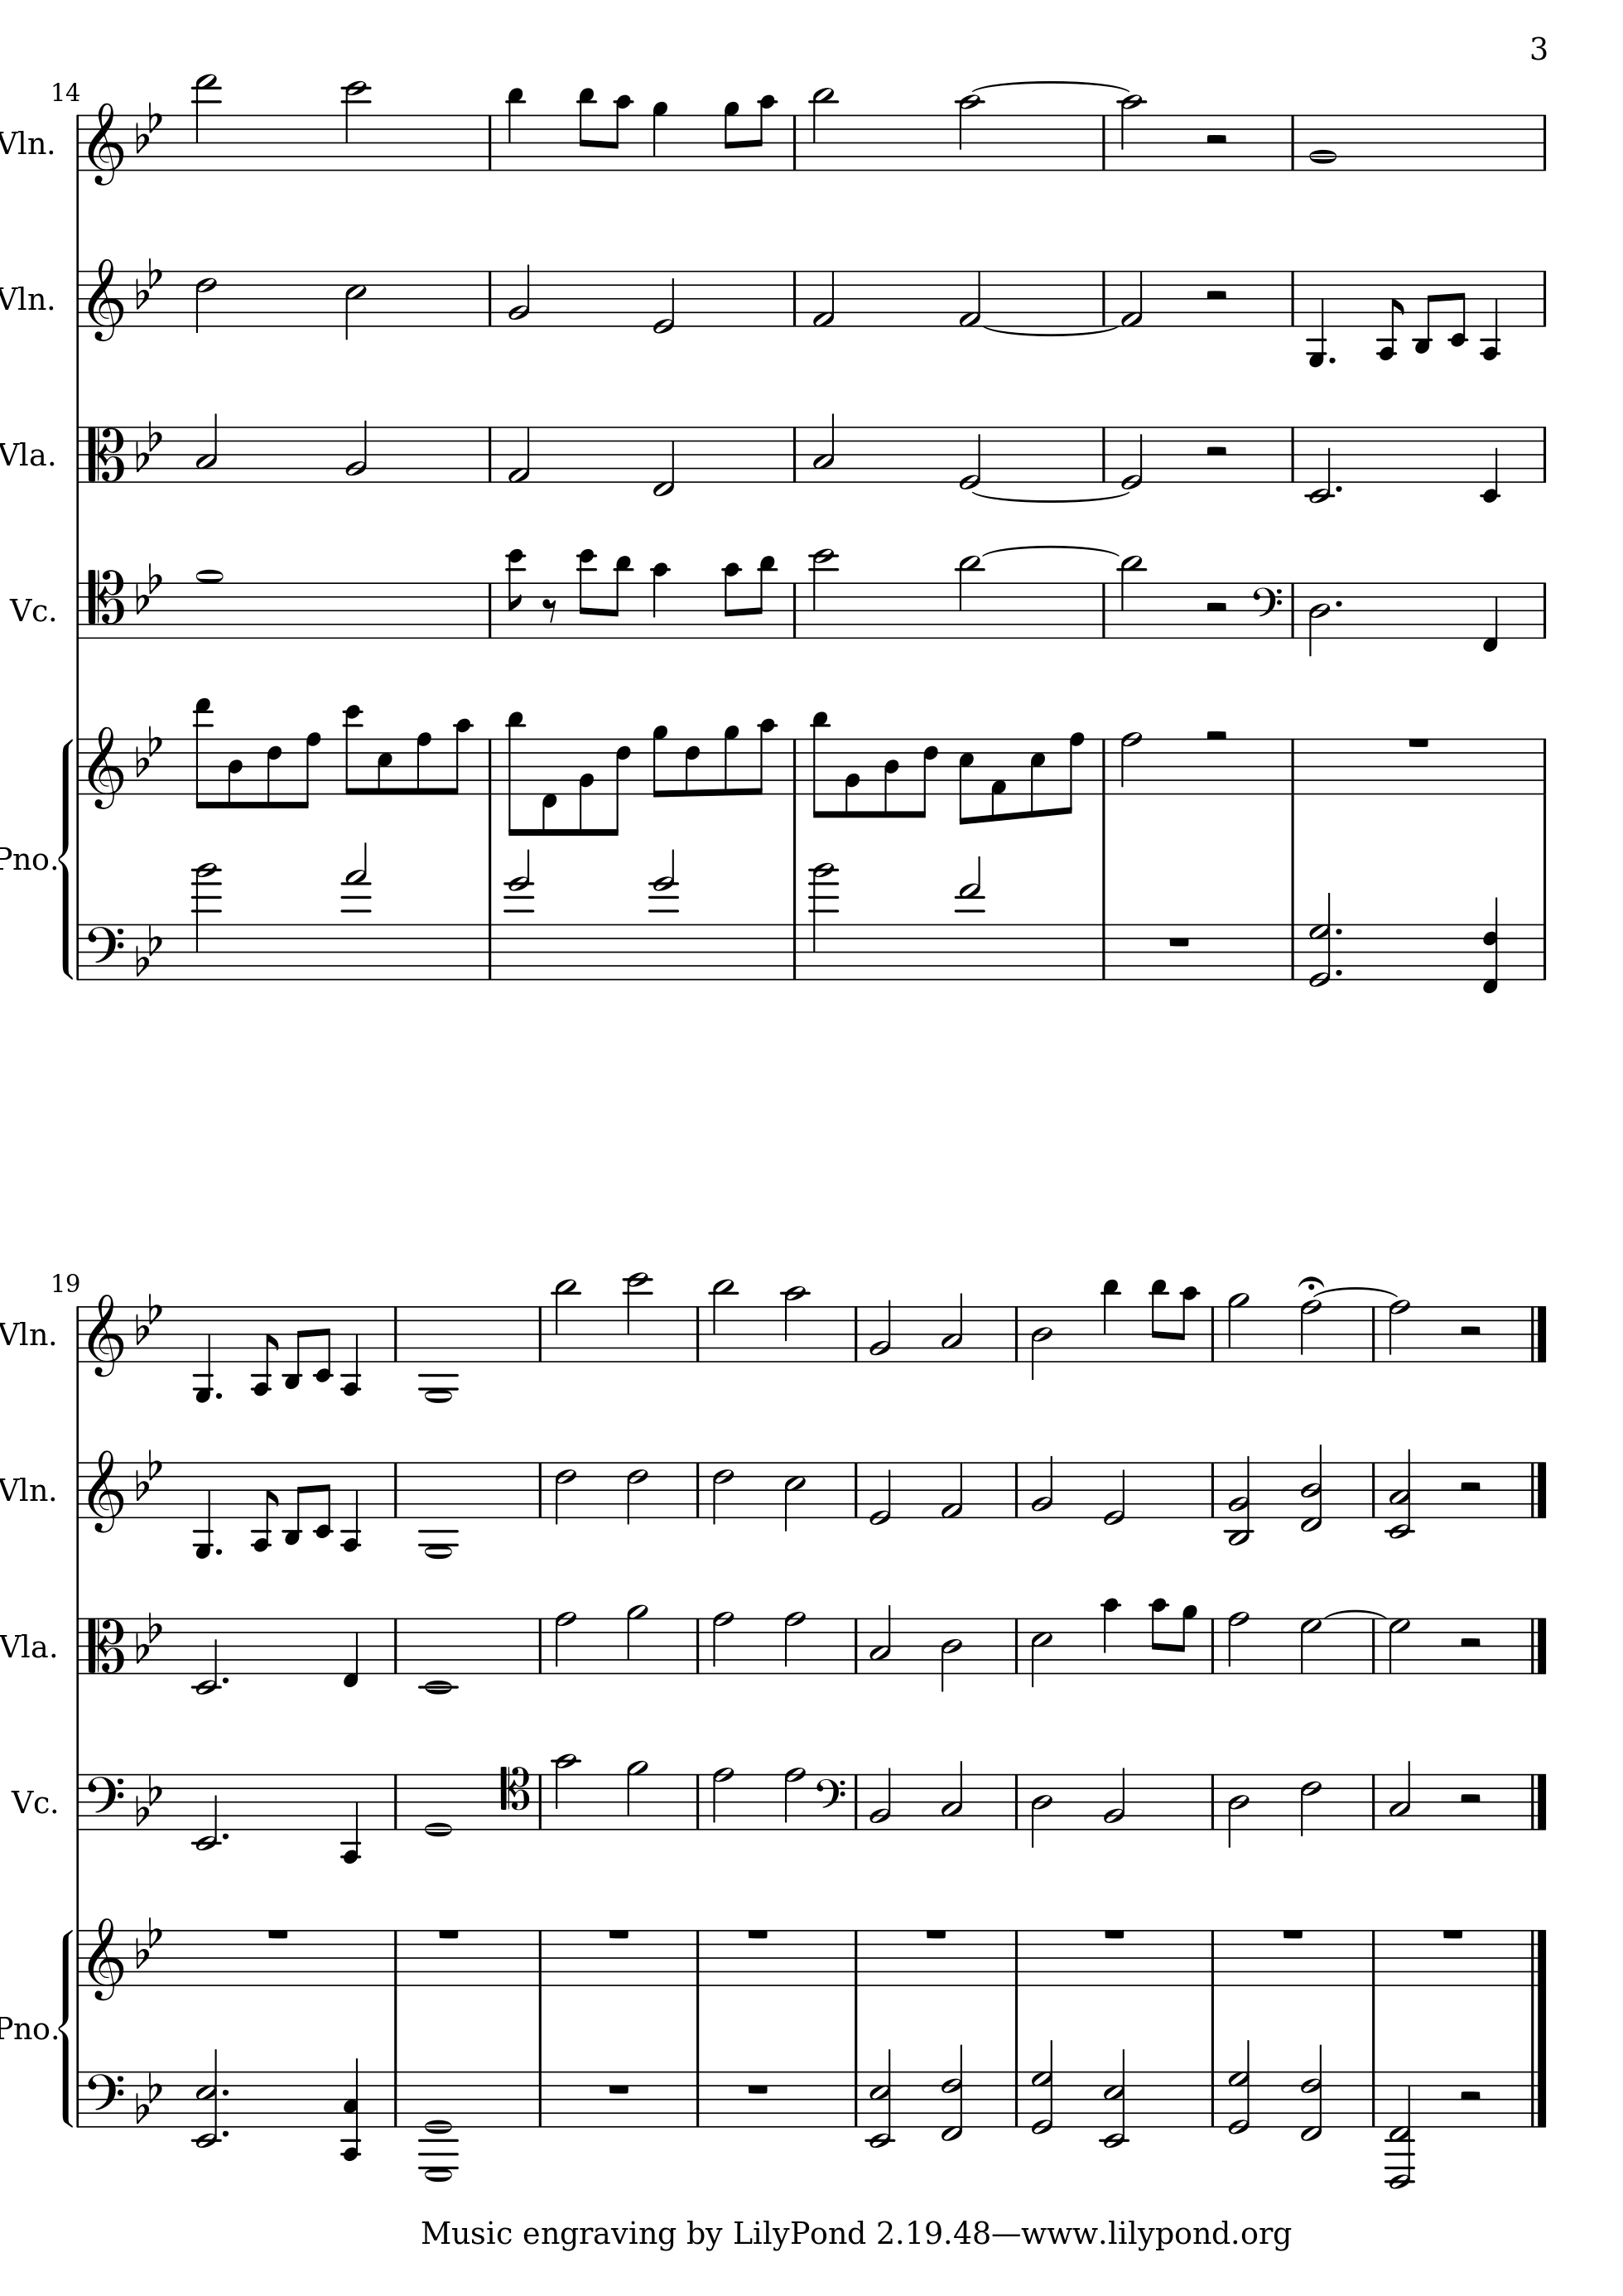 3
14
Vln.
Vln.
Vla.
Vc.
Pno.
19
Vln.
Vln.
Vla.
Vc.
Pno.
Music engraving by LilyPond 2.19.48—www.lilypond.org